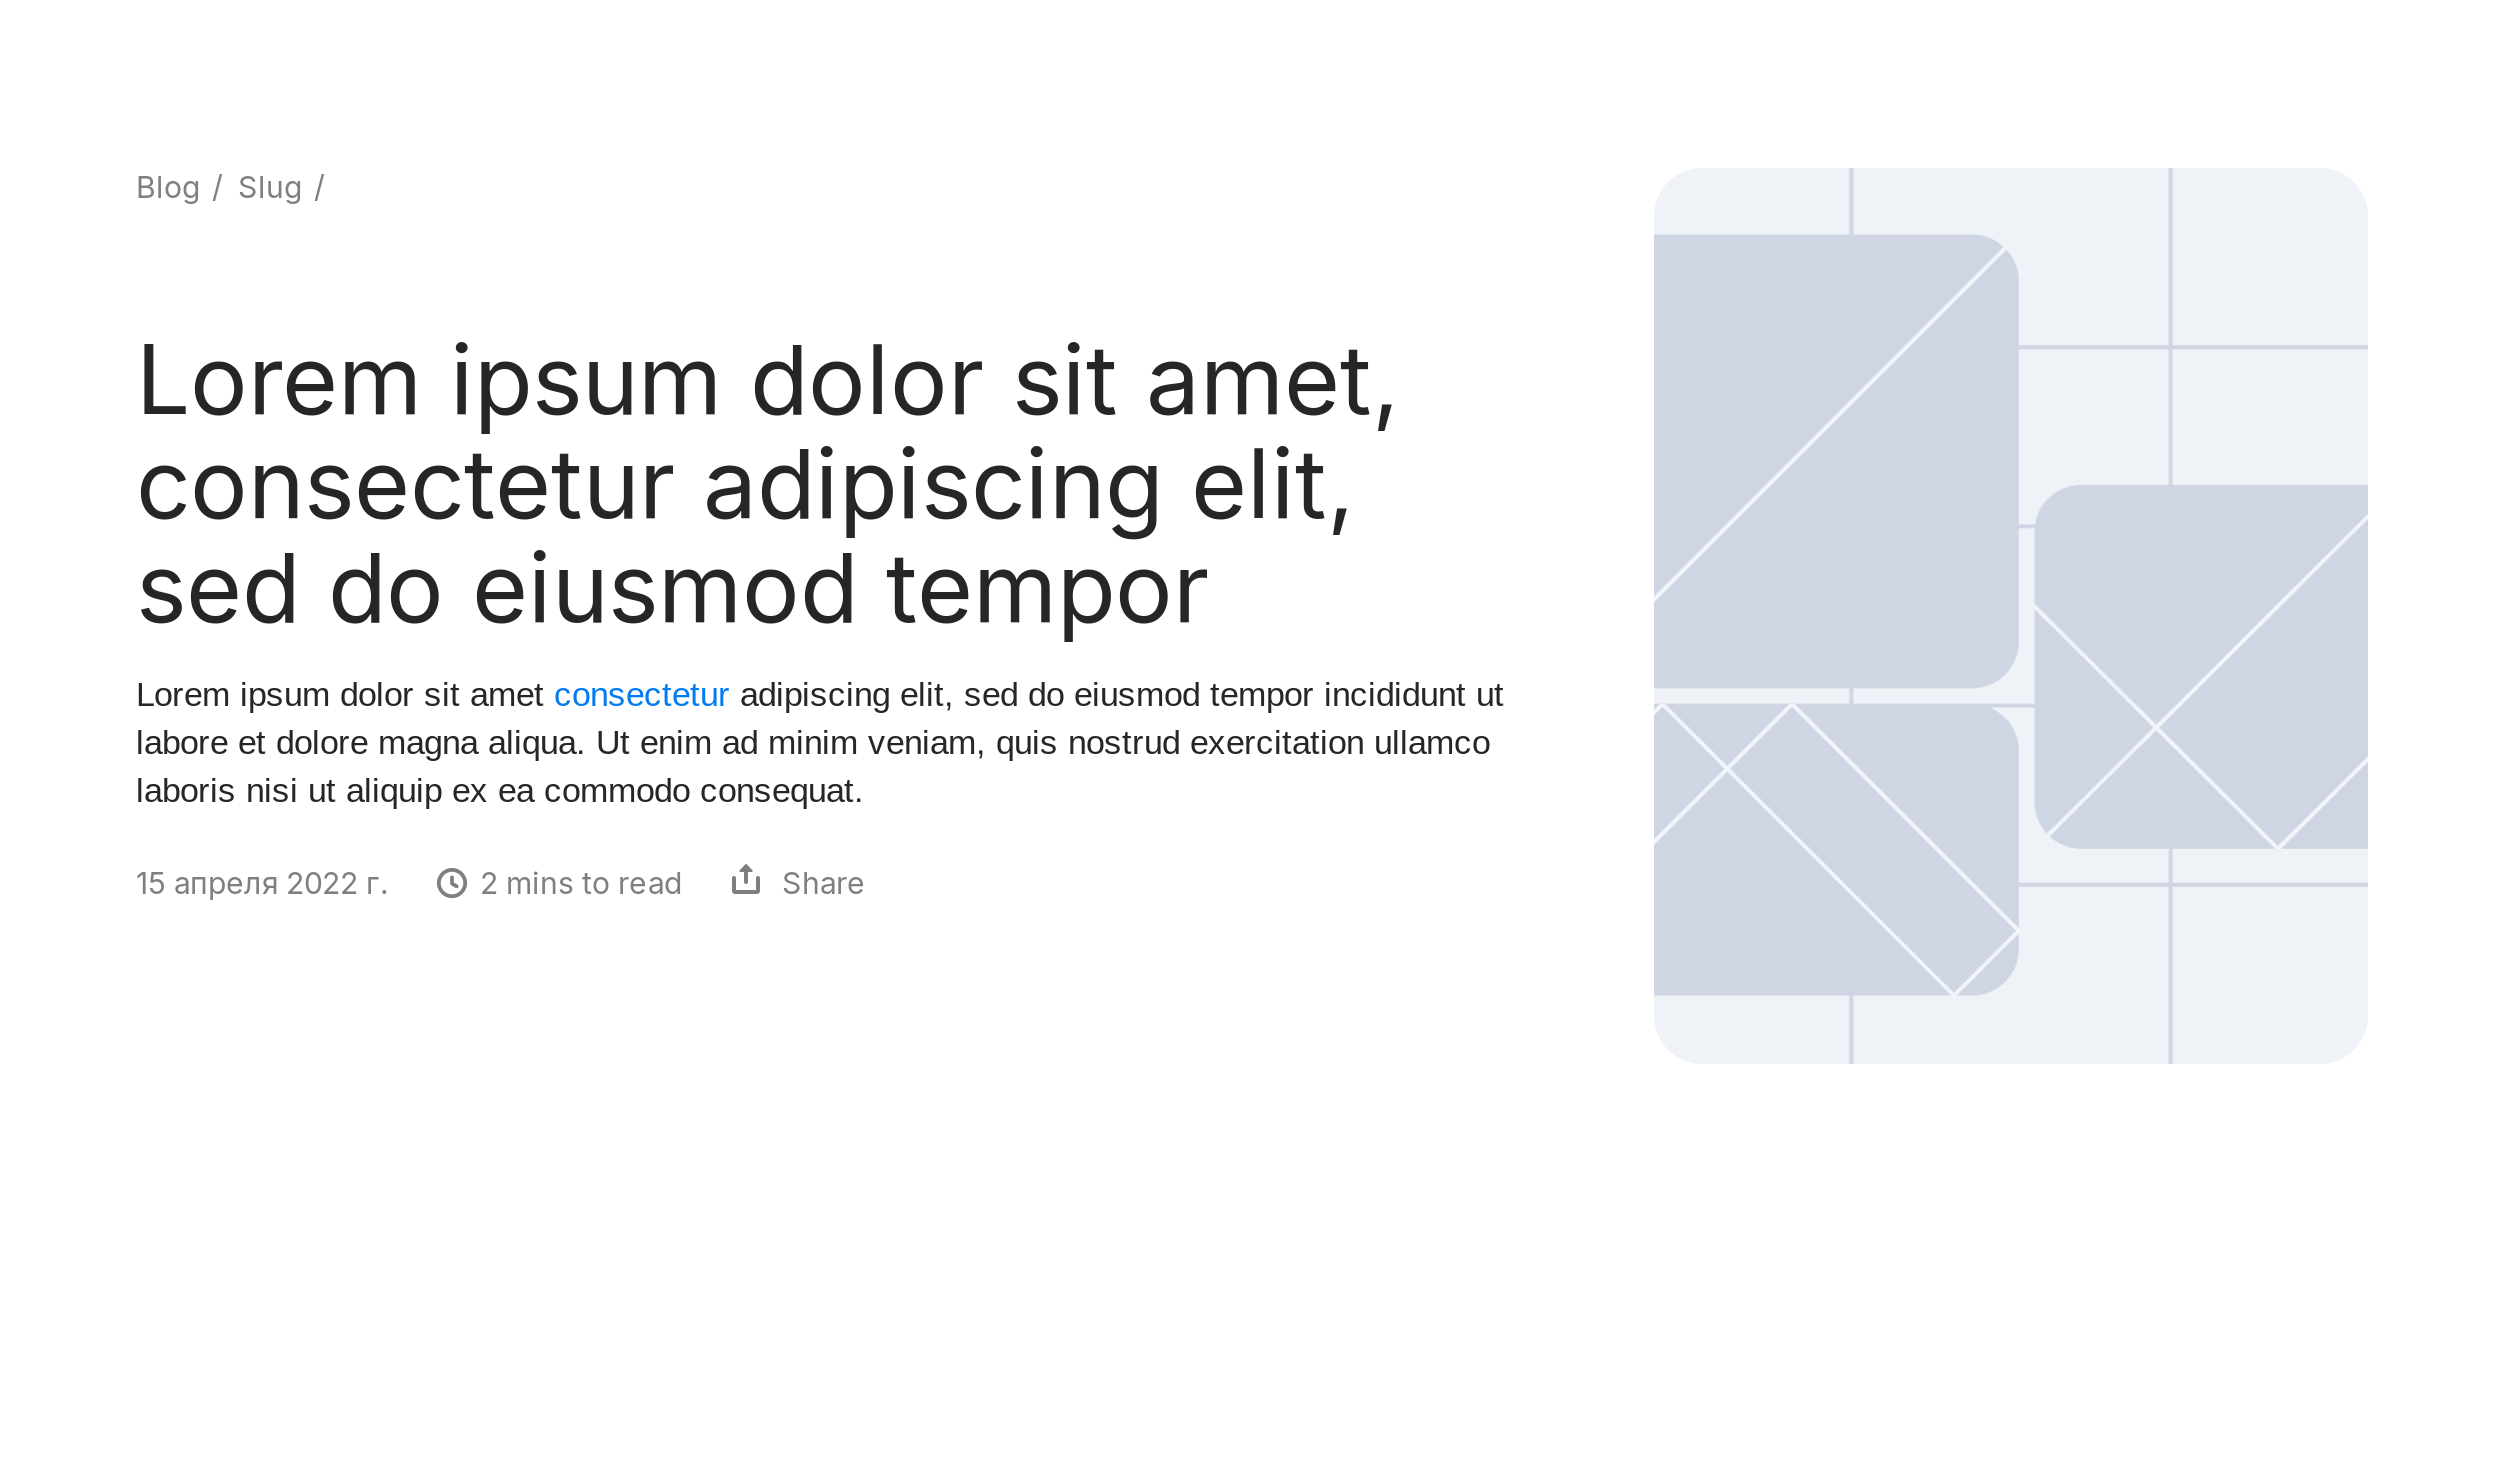 Blog / Slug /
Lorem ipsum dolor sit amet,
consectetur adipiscing elit,
sed do eiusmod tempor
Lorem ipsum dolor sit amet consectetur adipiscing elit, sed do eiusmod tempor incididunt ut
labore et dolore magna aliqua. Ut enim ad minim veniam, quis nostrud exercitation ullamco
laboris nisi ut aliquip ex ea commodo consequat.
15 апреля 2022 г. 2 mins to read Share